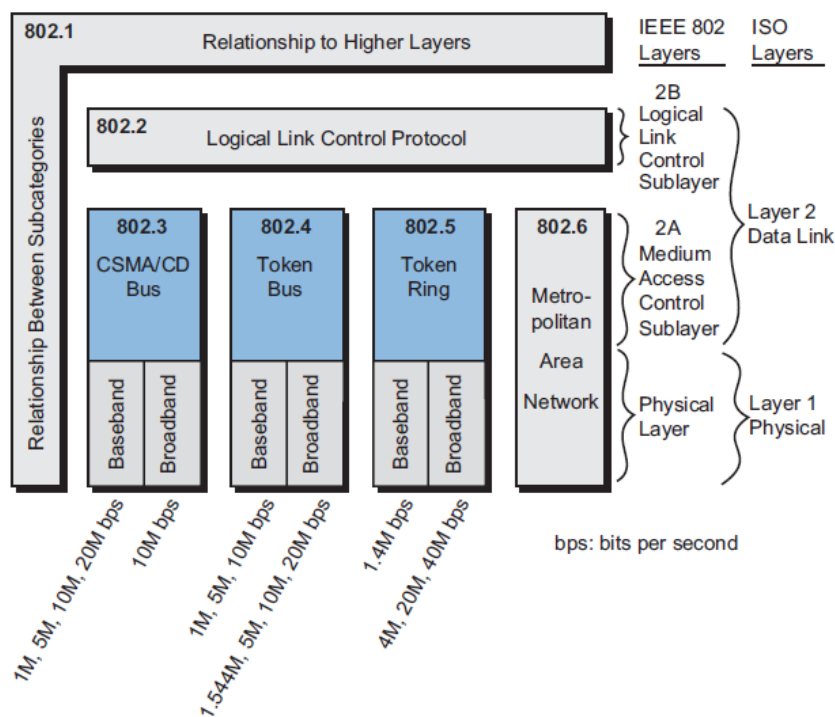 802.1
Relationship to Higher Layers
IEEE 802
Layers
ISO
Layers
Relationship Between Subcategories
802.2
Logical Link Control Protocol
2B
Logical
Link
Control
Sublayer
802.3
CSMA/CD
Bus
802.4
Token
Bus
802.5
Token
Ring
802.6
Metro-
politan
Area
Network
2A
Medium
Access
Control
Sublayer
Layer 2
Data Link
Baseband
Broadband
Baseband
Broadband
Baseband
Broadband
Physical
Layer
Layer 1
Physical
1M, 5M, 10M, 20M bps
10M bps
1M, 5M, 10M bps
1.544M, 5M, 10M, 20M bps
1.4M bps
4M, 20M, 40M bps
bps: bits per second